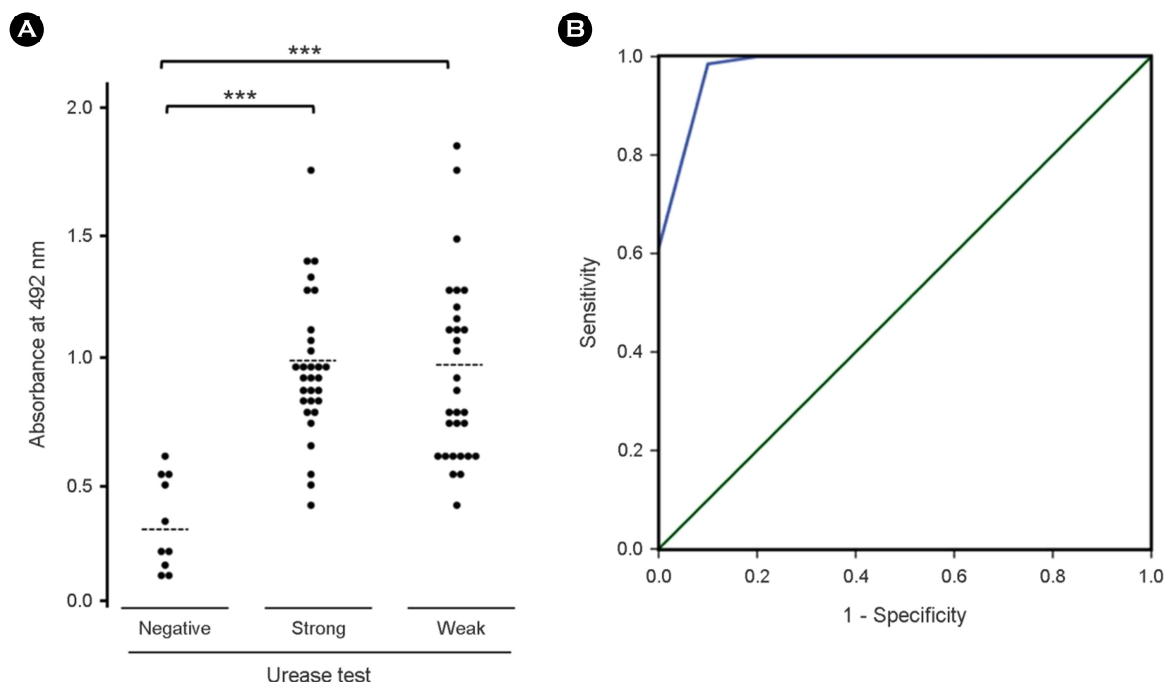 A
***
***
2.0
1.5
1.0
0.5
0.0
Absorbance at 492 nm
Negative
Strong
Weak
Urease test
B
1.0
0.8
0.6
0.4
0.2
0.0
Sensitivity
0.0 0.2 0.4 0.6 0.8 1.0
1 - Specificity